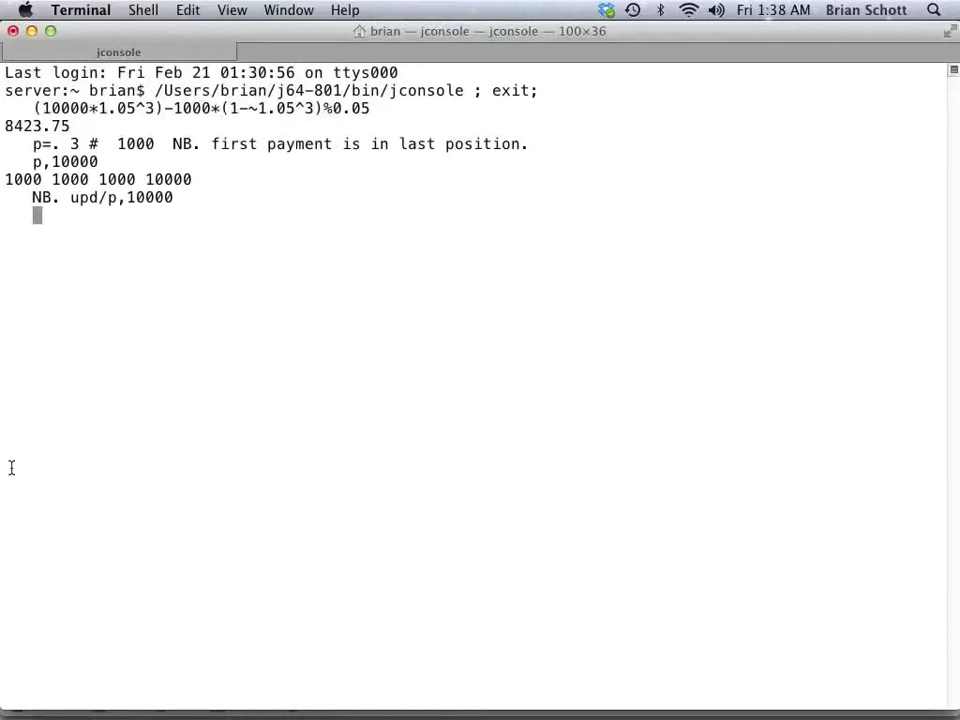 Terminal Shell Edit View Window Help Fri 1:38 AM Brian Schott
brian — jconsole — jconsole — 100×36
jconsole
Last login: Fri Feb 21 01:30:56 on ttys000
server:~ brian$ /Users/brian/j64-801/bin/jconsole ; exit;
   (10000*1.05^3)-1000*(1-~1.05^3)%0.05
8423.75
   p=. 3 #  1000  NB. first payment is in last position.
   p,10000
1000 1000 1000 10000
   NB. upd/p,10000